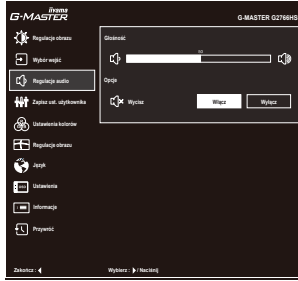 iiyama
G-MASTER
G-MASTER G2766HS
Regulacje obrazu
Wybór wejść
Regulacje audio
Zapisz ust. użytkownika
Ustawienia kolorów
Regulacje obrazu
Język
Ustawienia
Informacje
Przywróć
Głośność
50
Opcje
Wycisz
Włącz
Wyłącz
Zakończ :
Wybierz : / Naciśnij